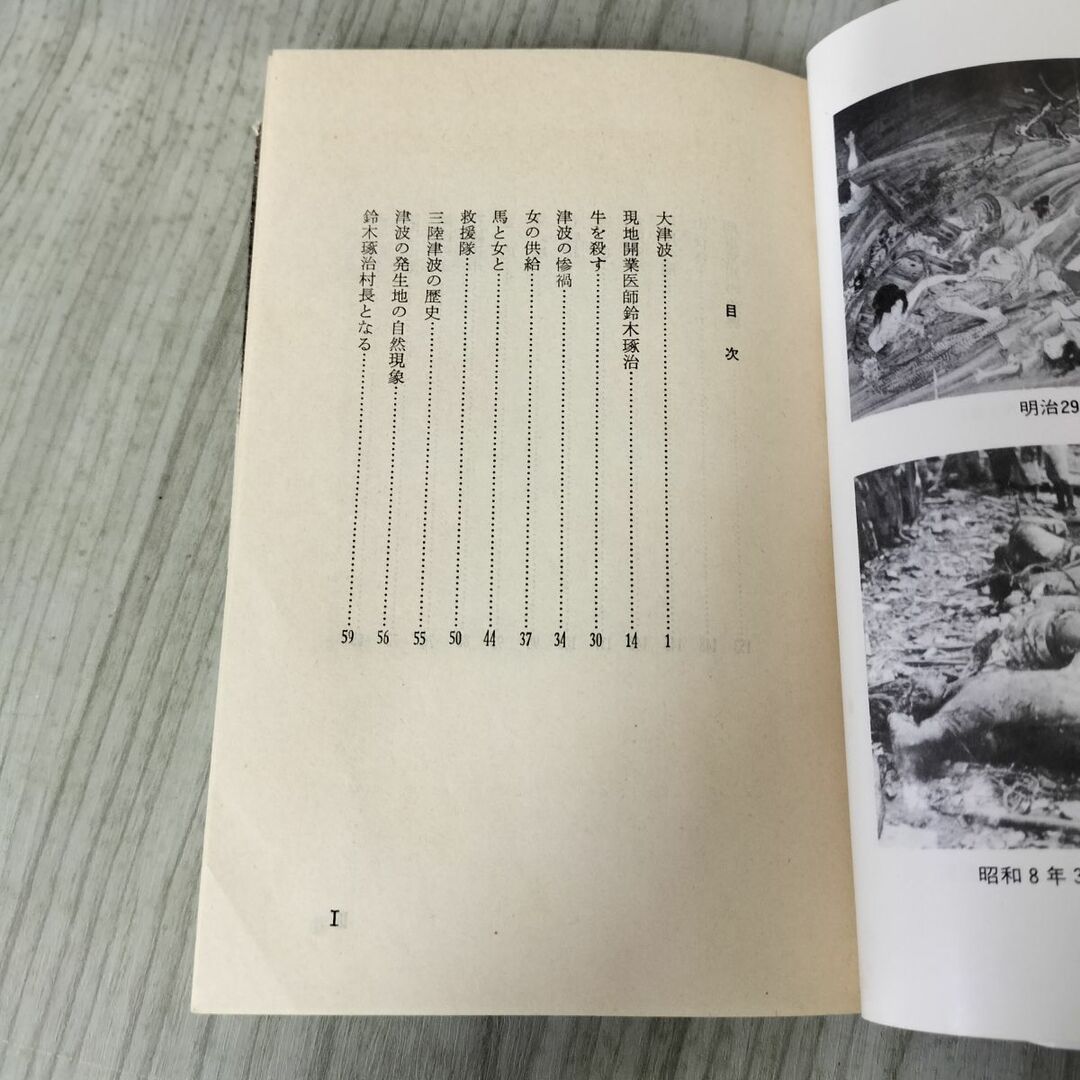 目次
大津波……1
現地開業医師鈴木琢治……14
牛を殺す……30
津波の惨禍……34
女の供給……37
馬と女と……44
救援隊……50
三陸津波の歴史……55
津波の発生地の自然現象……56
鈴木琢治村長となる……59
I
明治29
昭和8年3